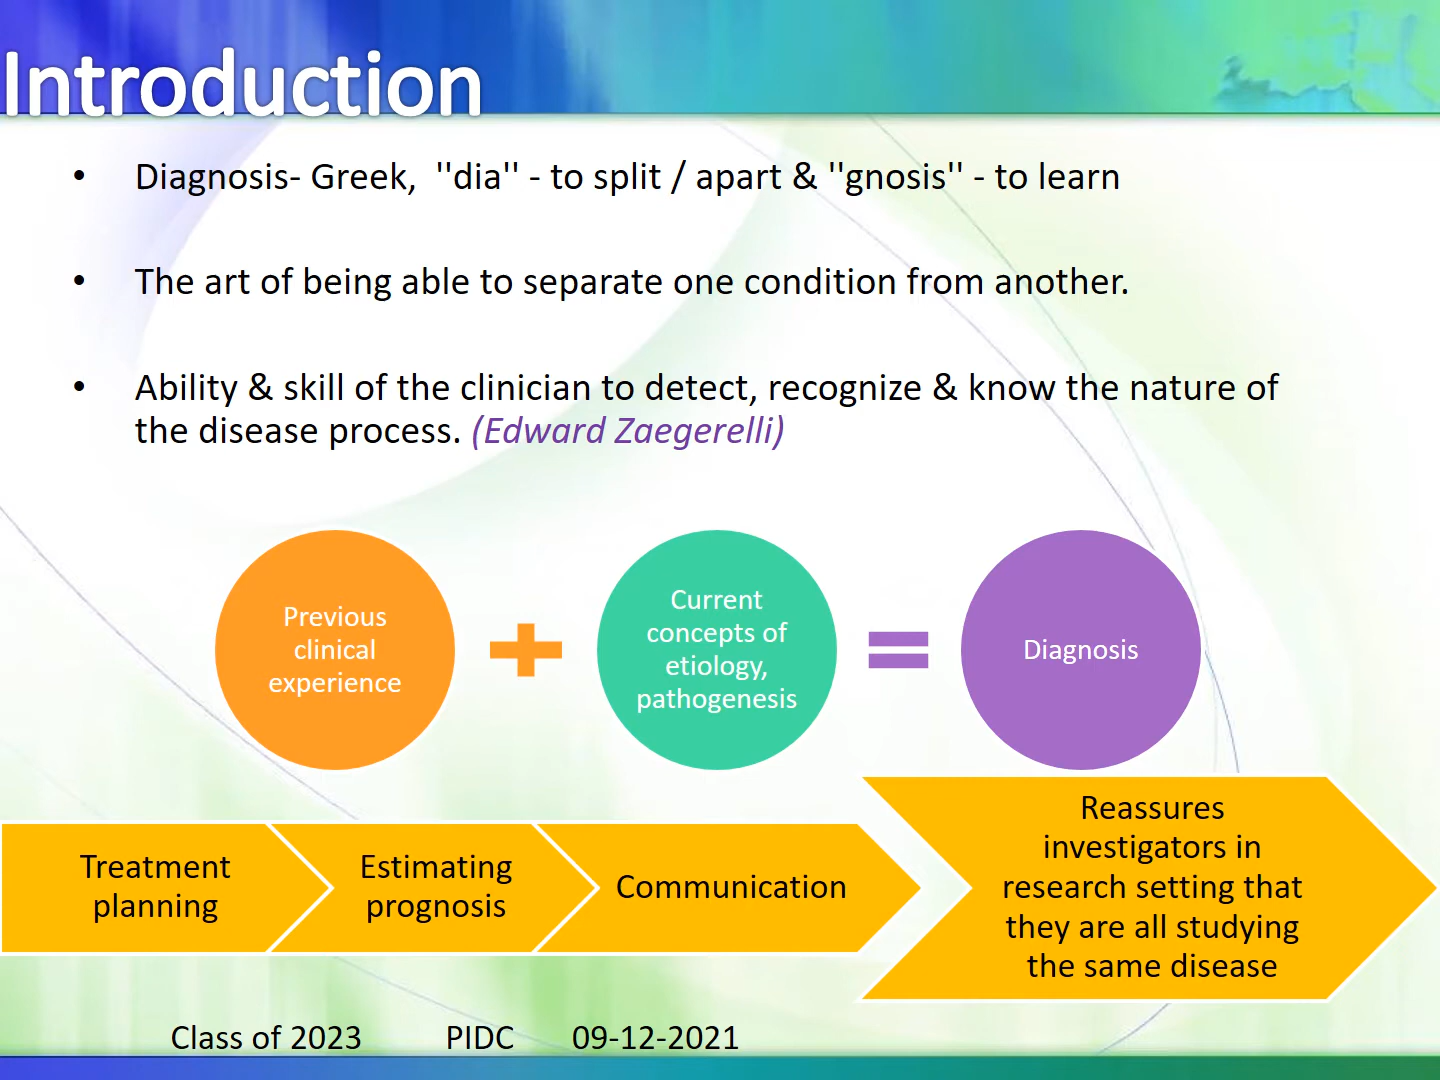 Introduction
• Diagnosis- Greek,  ''dia'' - to split / apart & ''gnosis'' - to learn
• The art of being able to separate one condition from another.
• Ability & skill of the clinician to detect, recognize & know the nature of
the disease process. (Edward Zaegerelli)
Previous
clinical
experience
+
Current
concepts of
etiology,
pathogenesis
=
Diagnosis
Treatment
planning
Estimating
prognosis
Communication
Reassures
investigators in
research setting that
they are all studying
the same disease
Class of 2023 PIDC 09-12-2021